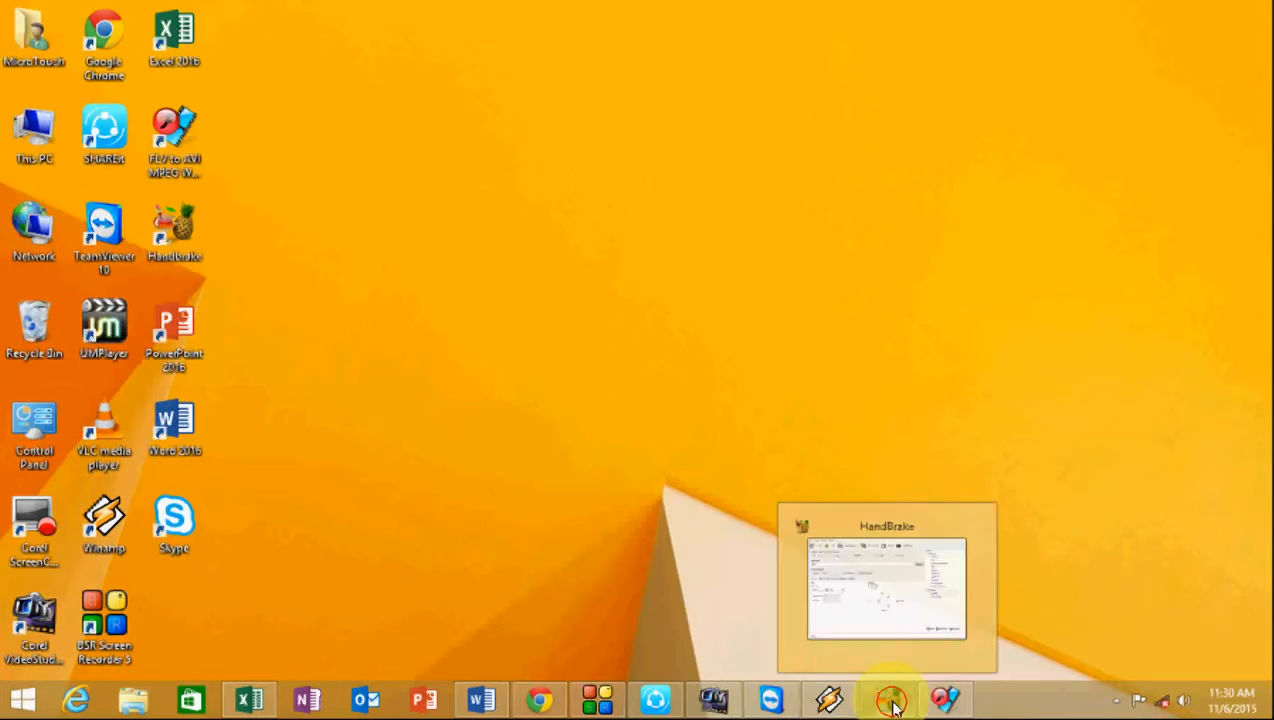 MicroTouch
Google
Chrome
Excel 2016
This PC
SHAREit
FLV to AVI
MPEG W...
Network
TeamViewer
10
Handbrake
Recycle Bin
UMPlayer
PowerPoint
2016
Control
Panel
VLC media
player
Word 2016
Corel
ScreenC...
Winamp
Skype
Corel
VideoStud...
BSR Screen
Recorder 5
HandBrake
11:30 AM
11/6/2015